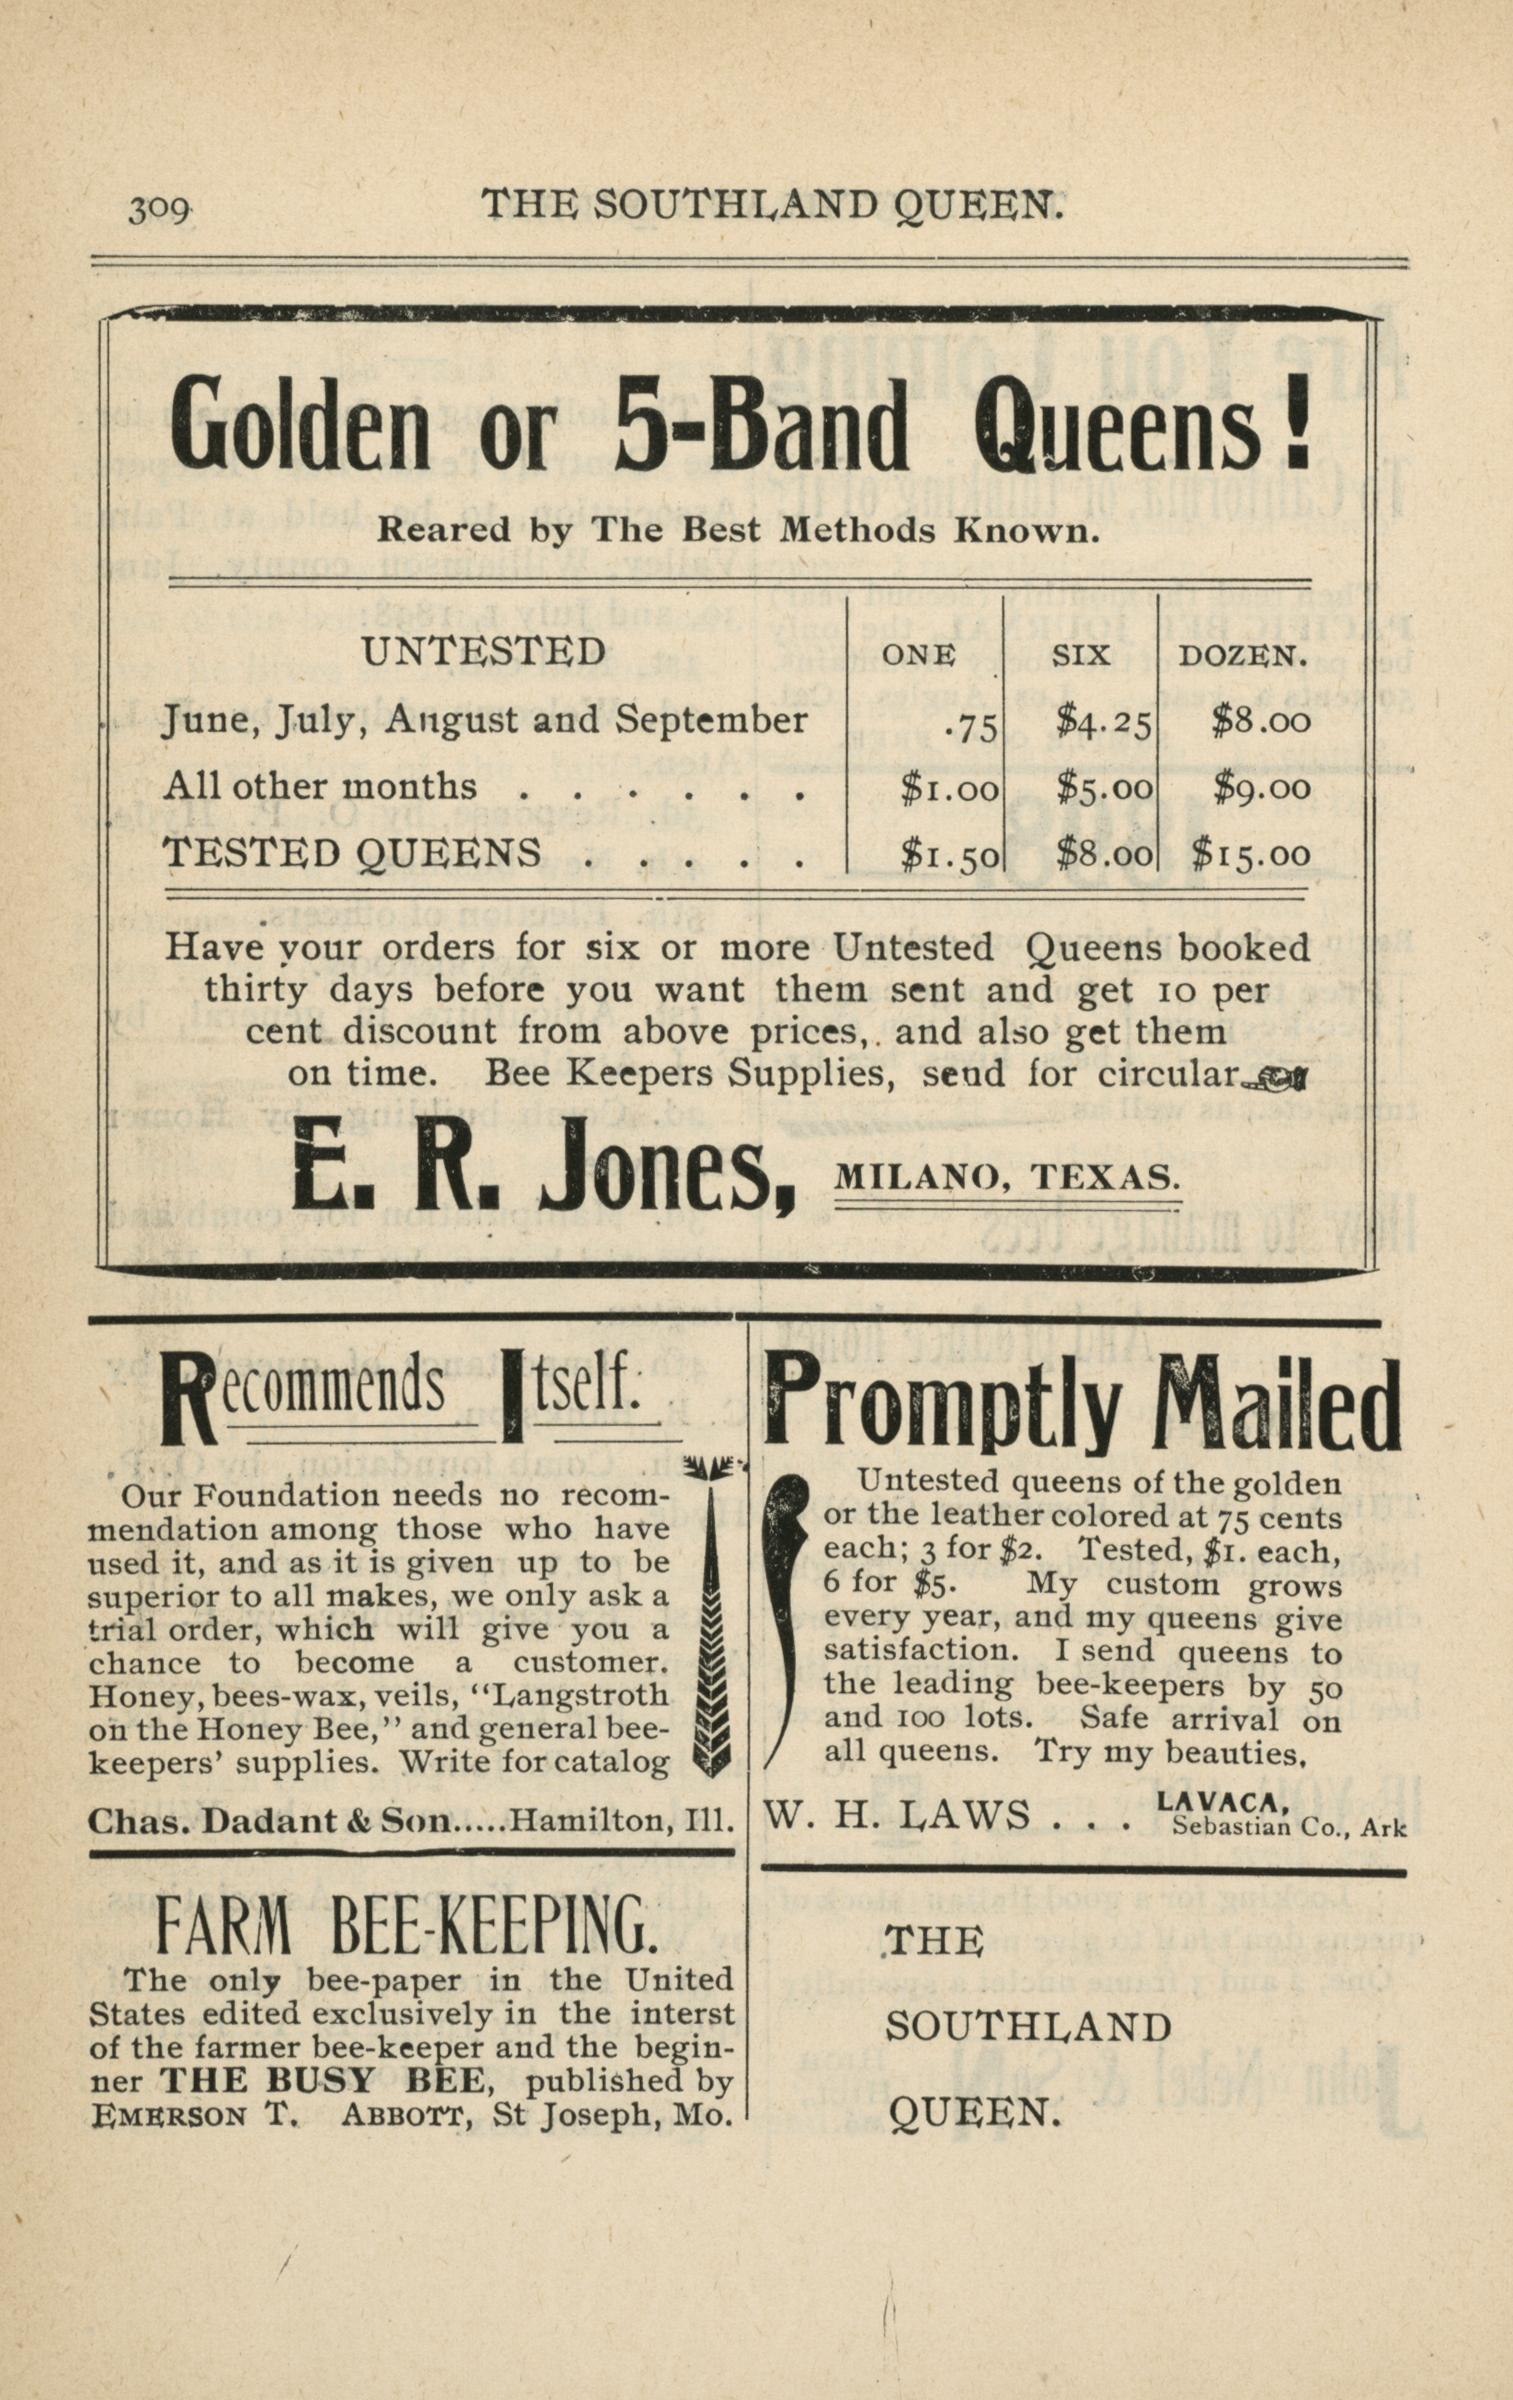 309
THE SOUTHLAND QUEEN.
Golden or 5-Band Queens!
Reared by The Best Methods Known.
UNTESTED ONE SIX DOZEN.
June, July, August and September .75 $4.25 $8.00
All other months . . . . . . $1.00 $5.00 $9.00
TESTED QUEENS . . . . . $1.50 $8.00 $15.00
Have your orders for six or more Untested Queens booked
thirty days before you want them sent and get 10 per
cent discount from above prices,. and also get them
on time. Bee Keepers Supplies, send for circular
E. R. Jones, MILANO, TEXAS.
Recommends Itself.
Our Foundation needs no recom-
mendation among those who have
used it, and as it is given up to be
superior to all makes, we only ask a
trial order, which will give you a
chance to become a customer.
Honey, bees-wax, veils, "Langstroth
on the Honey Bee," and general bee-
keepers' supplies. Write for catalog
Chas. Dadant & Son.....Hamilton, Ill.
FARM BEE-KEEPING.
The only bee-paper in the United
States edited exclusively in the interst
of the farmer bee-keeper and the begin-
ner THE BUSY BEE, published by
EMERSON T. ABBOTT, St Joseph, Mo.
Promptly Mailed
Untested queens of the golden
or the leather colored at 75 cents
each; 3 for $2. Tested, $1. each,
6 for $5. My custom grows
every year, and my queens give
satisfaction. I send queens to
the leading bee-keepers by 50
and 100 lots. Safe arrival on
all queens. Try my beauties.
W. H. LAWS . . . LAVACA,
Sebastian Co., Ark
THE
SOUTHLAND
QUEEN.